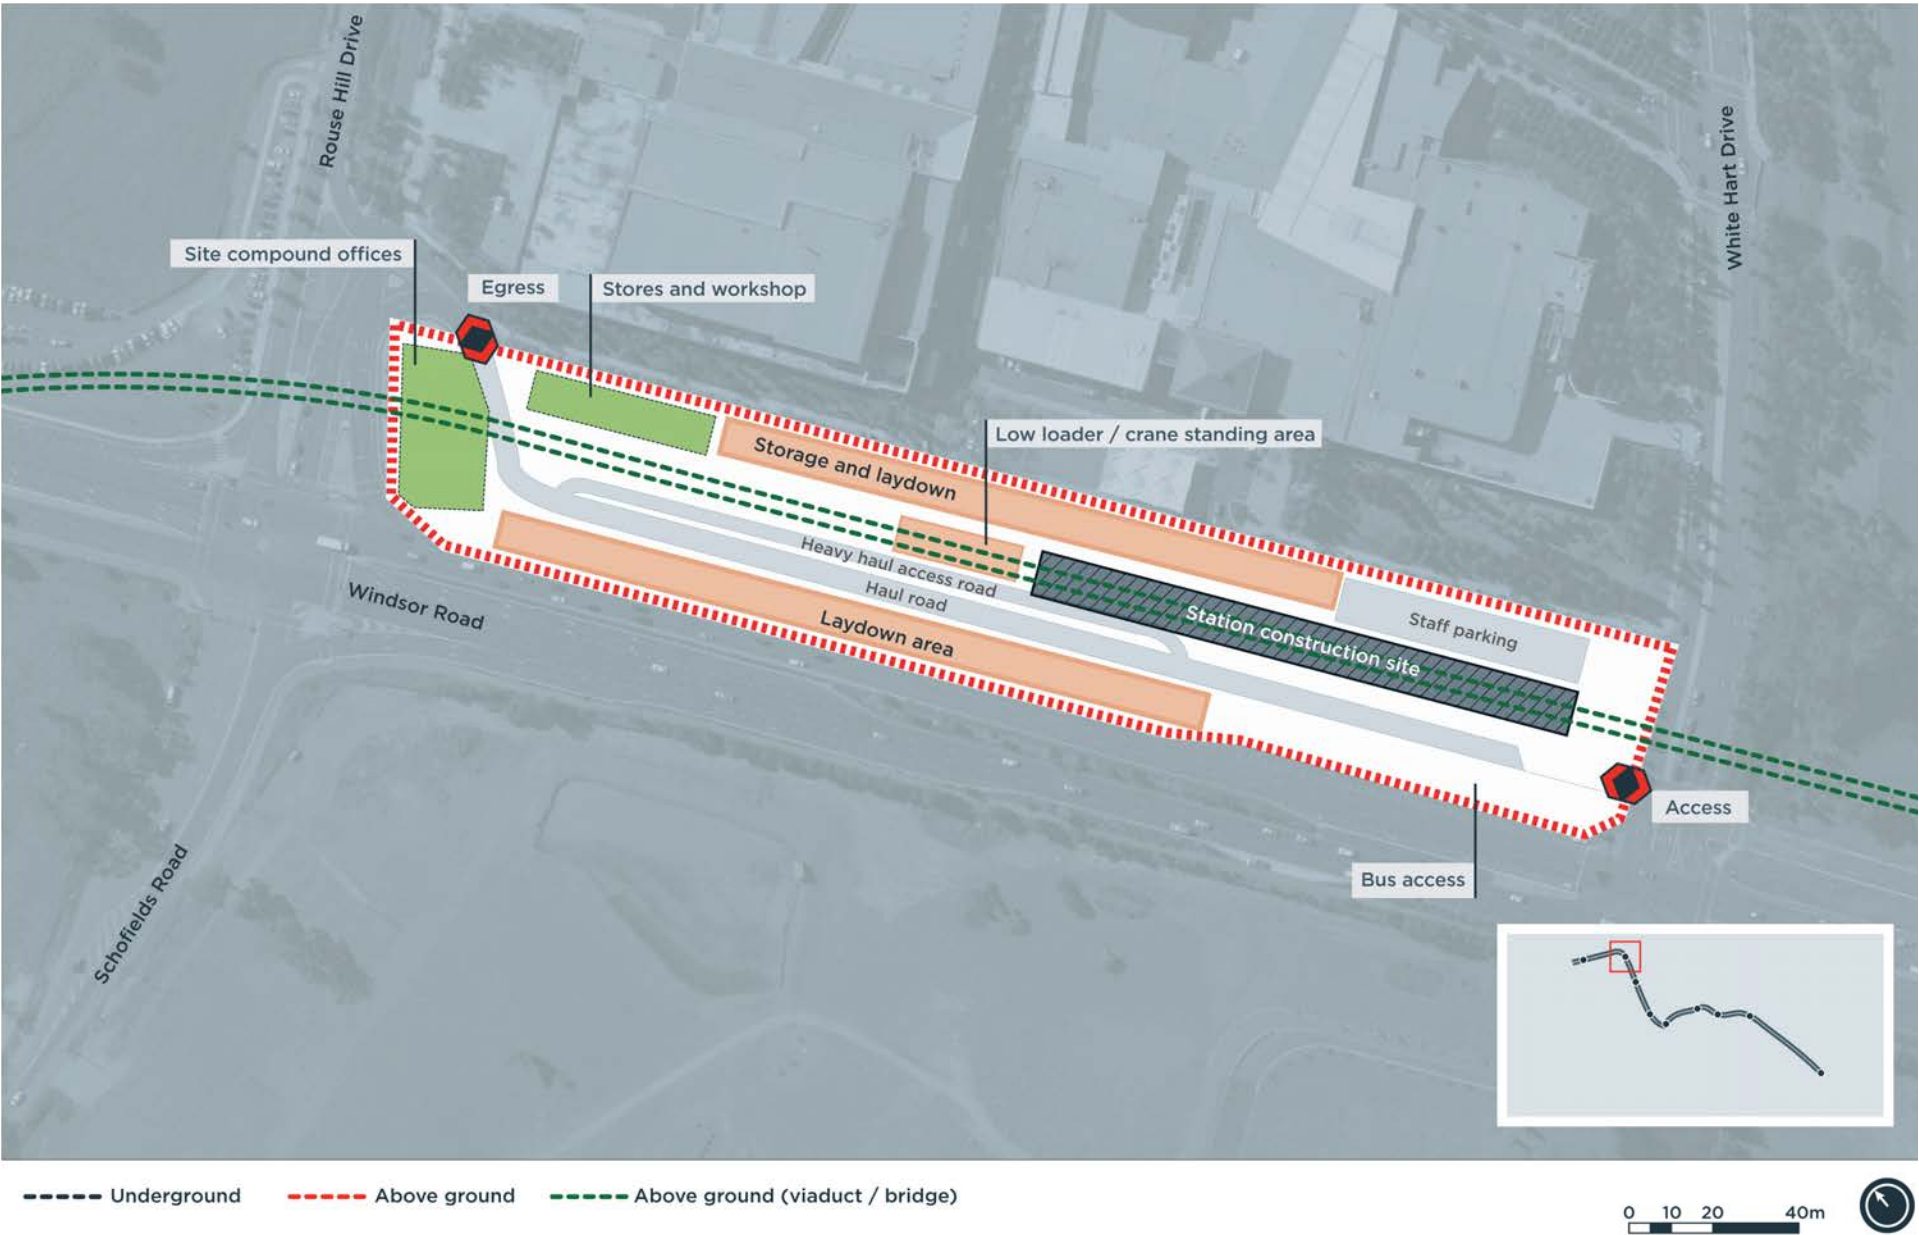 Rouse Hill Drive
White Hart Drive
Site compound offices
Egress
Stores and workshop
Low loader / crane standing area
Storage and laydown
Heavy haul access road
Haul road
Windsor Road
Laydown area
Station construction site
Staff parking
Access
Bus access
Schofields Road
Underground
Above ground
Above ground (viaduct / bridge)
0 10 20 40m